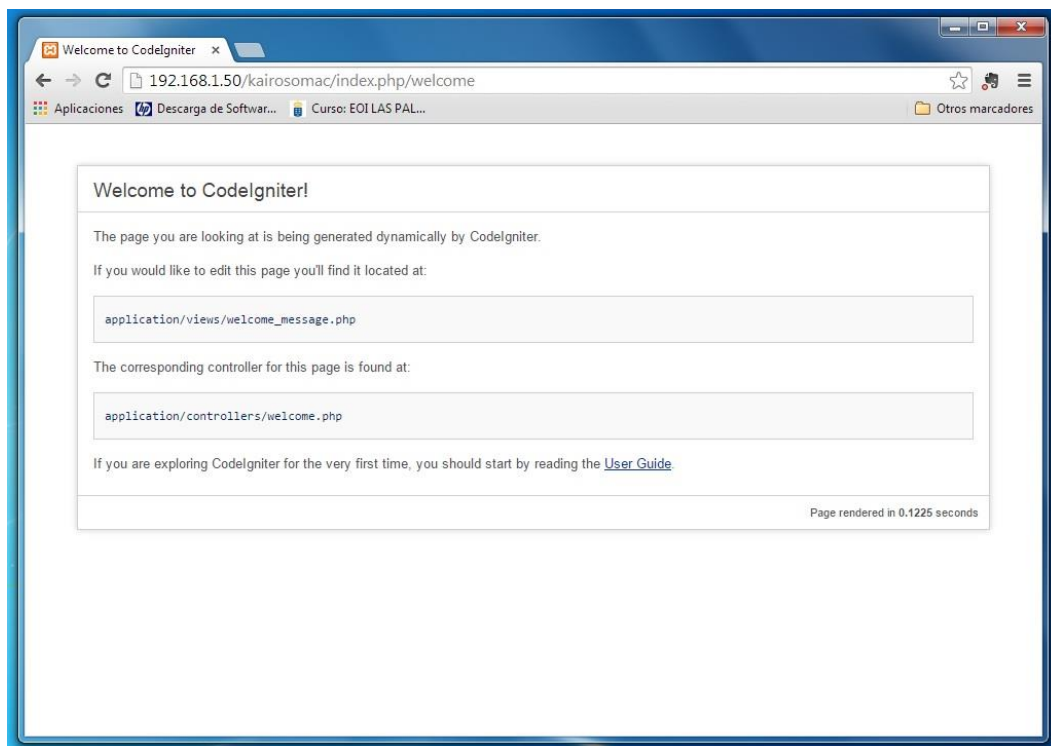 Welcome to CodeIgniter
192.168.1.50/kairosomac/index.php/welcome
Aplicaciones Descarga de Softwar... Curso: EOI LAS PAL... Otros marcadores
Welcome to CodeIgniter!
The page you are looking at is being generated dynamically by CodeIgniter.
If you would like to edit this page you'll find it located at:
application/views/welcome_message.php
The corresponding controller for this page is found at:
application/controllers/welcome.php
If you are exploring CodeIgniter for the very first time, you should start by reading the User Guide.
Page rendered in 0.1225 seconds